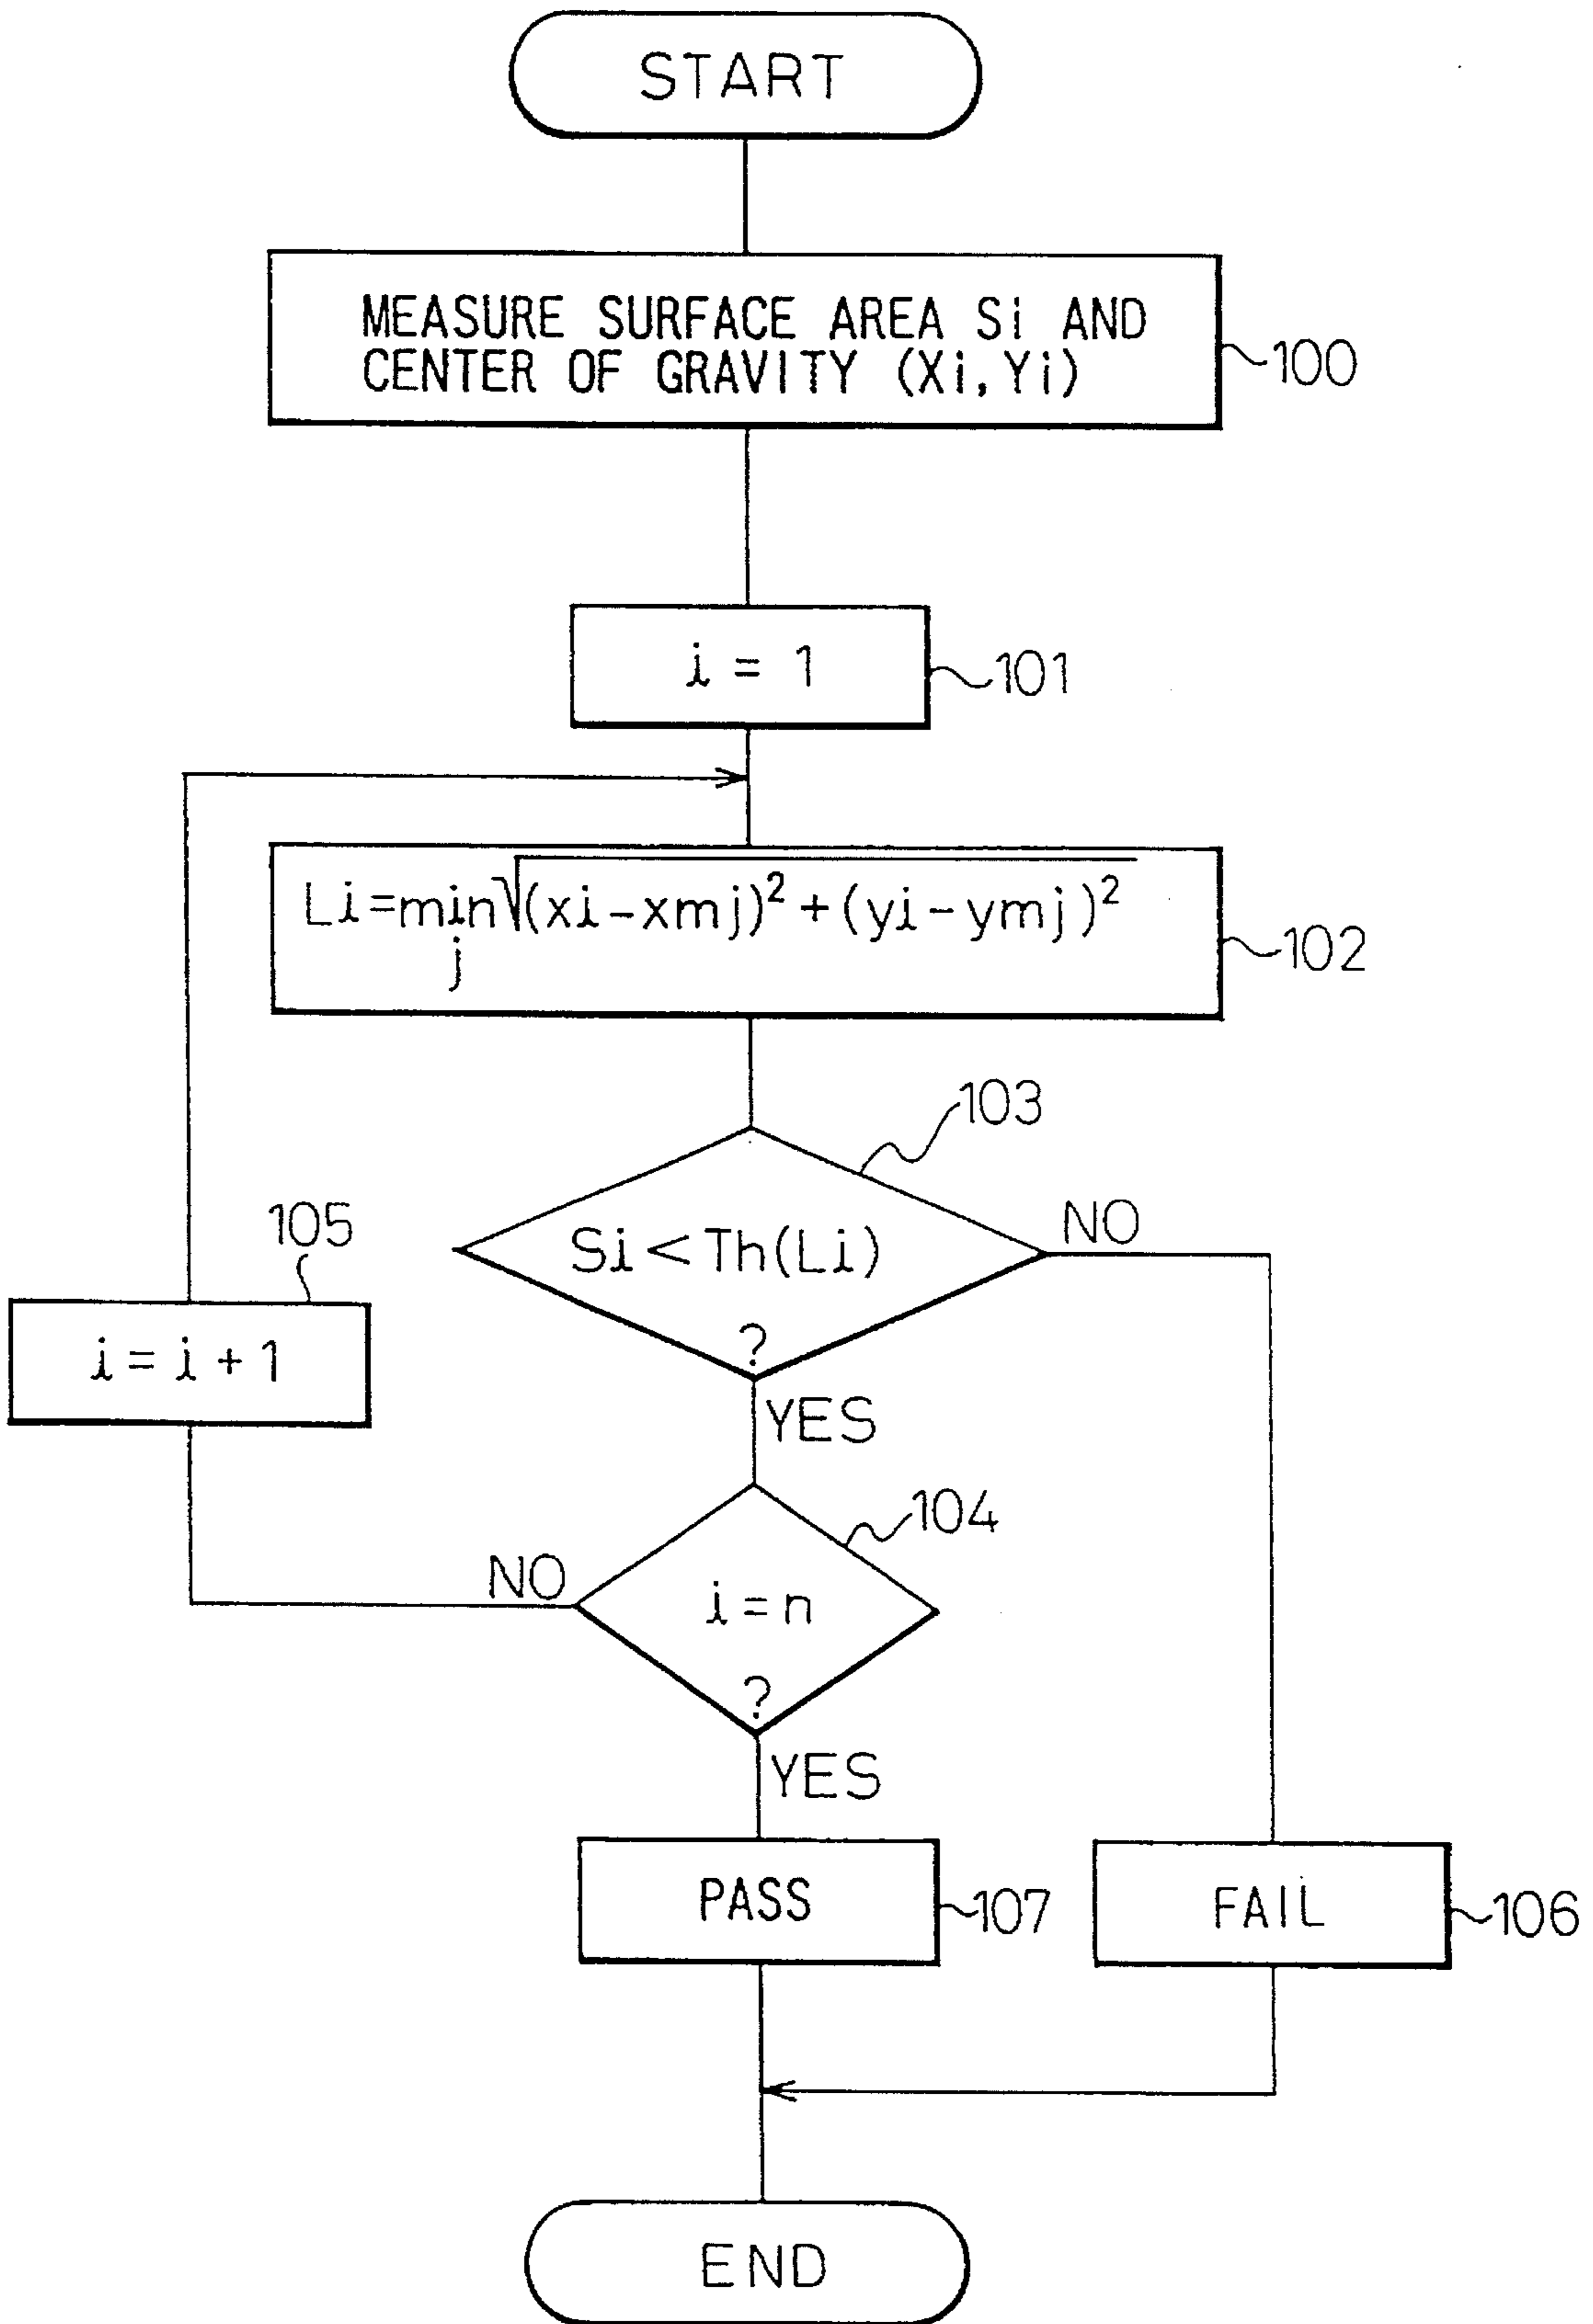 START
MEASURE SURFACE AREA Si AND
CENTER OF GRAVITY (Xi,Yi)
100
i = 1
101
Li=min√(xi-xmj)²+(yi-ymj)²
j
102
103
Si<Th(Li)
?
NO
YES
105
i=i+1
104
i=n
?
NO
YES
PASS
107
FAIL
106
END